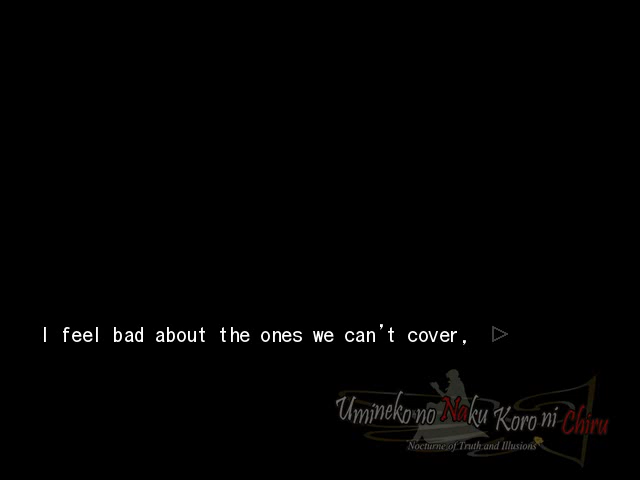 I feel bad about the ones we can't cover,
Umineko no Naku Koro ni Chiru
Nocturne of Truth and Illusions